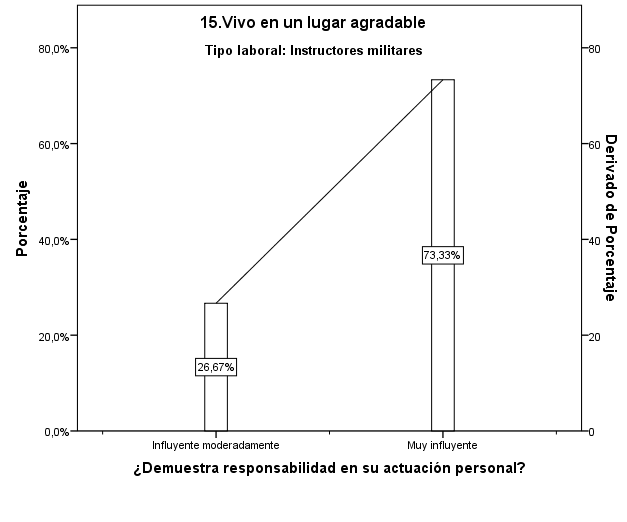 15.Vivo en un lugar agradable
Tipo laboral: Instructores militares
Porcentaje
80,0%
60,0%
40,0%
20,0%
0,0%
73,33%
26,67%
80
60
40
20
0
Derivado de Porcentaje
Influyente moderadamente
Muy influyente
¿Demuestra responsabilidad en su actuación personal?